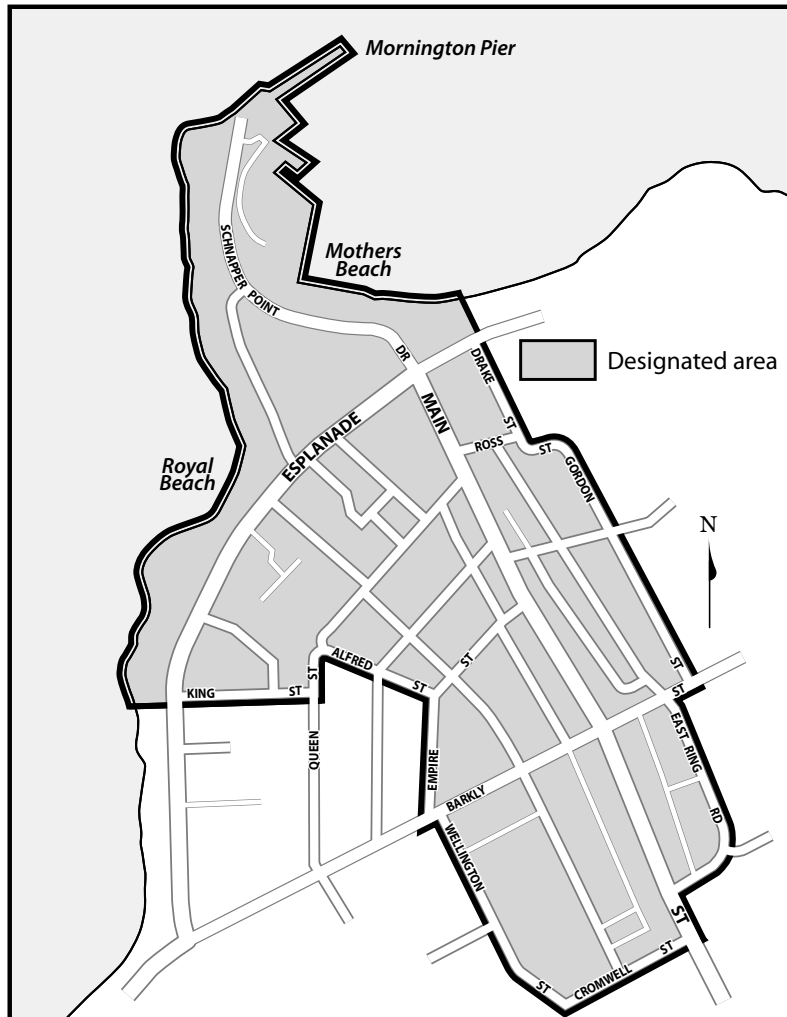 Mornington Pier
SCHNAPPER
POINT
DR
Mothers
Beach
Designated area
DRAKE
ST
MAIN
ESPLANADE
ROSS
ST
GORDON
ST
Royal
Beach
N
ALFRED
ST
ST
KING
ST
ST
QUEEN
EMPIRE
ST
BARKLY
EAST RING
RD
WELLINGTON
ST
CROMWELL
ST
ST